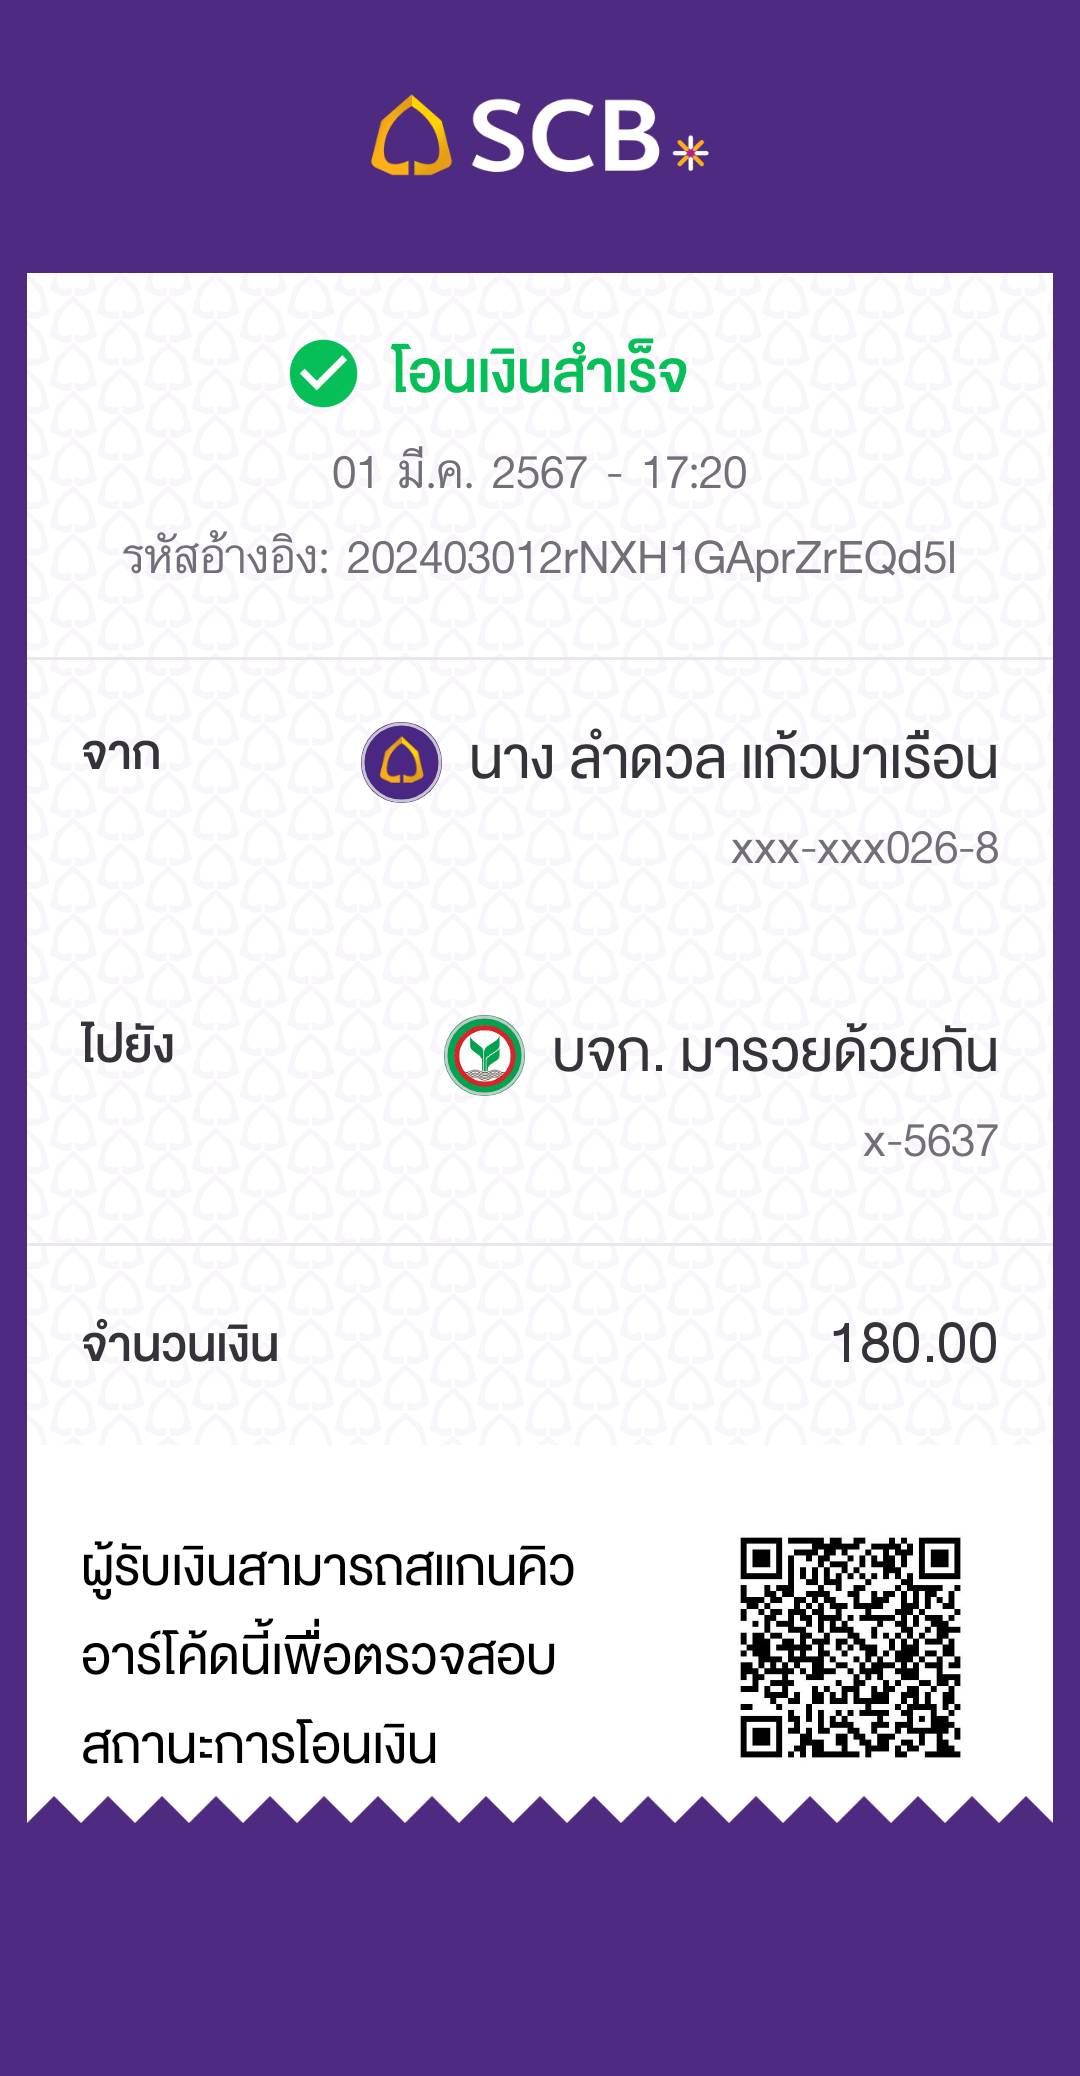 SCB
โอนเงินสำเร็จ
01 มี.ค. 2567 - 17:20
รหัสอ้างอิง: 202403012rNXH1GAprZrEQd5l
จาก นาง ลำดวล แก้วมาเรือน
xxx-xxx026-8
ไปยัง บจก. มารวยด้วยกัน
x-5637
จำนวนเงิน 180.00
ผู้รับเงินสามารถสแกนคิว
อาร์โค้ดนี้เพื่อตรวจสอบ
สถานะการโอนเงิน